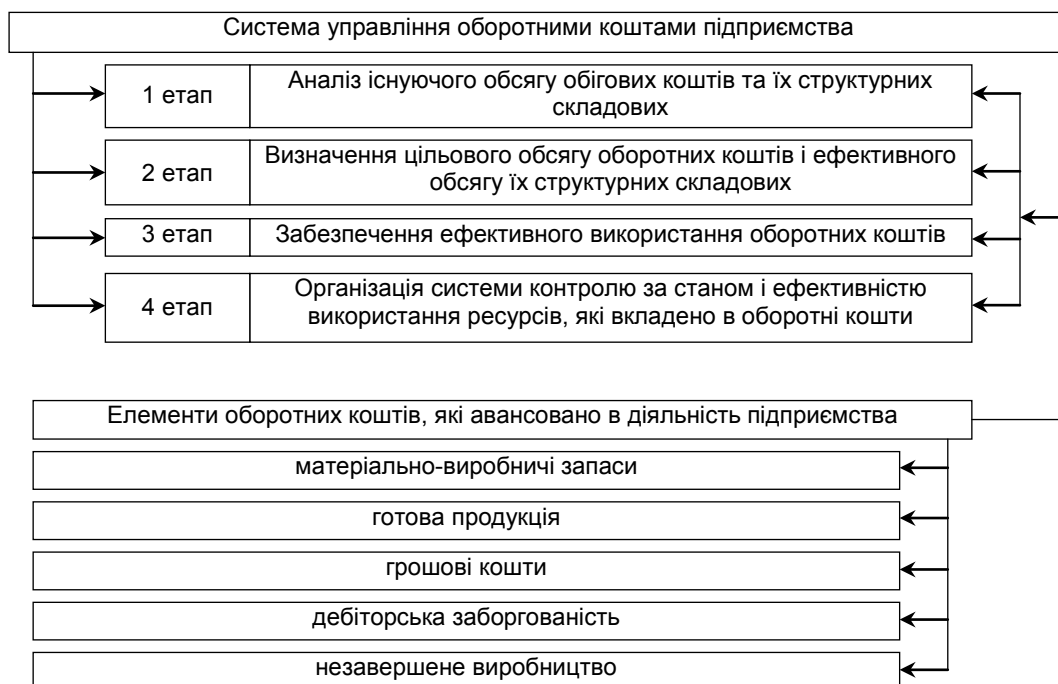 Система управління оборотними коштами підприємства
1 етап
Аналіз існуючого обсягу обігових коштів та їх структурних
складових
2 етап
Визначення цільового обсягу оборотних коштів і ефективного
обсягу їх структурних складових
3 етап
Забезпечення ефективного використання оборотних коштів
4 етап
Організація системи контролю за станом і ефективністю
використання ресурсів, які вкладено в оборотні кошти
Елементи оборотних коштів, які авансовано в діяльність підприємства
матеріально-виробничі запаси
готова продукція
грошові кошти
дебіторська заборгованість
незавершене виробництво